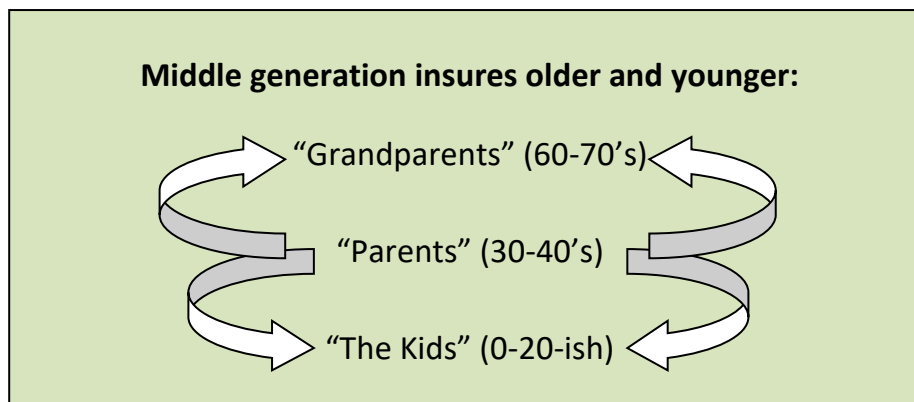 Middle generation insures older and younger:
“Grandparents” (60-70’s)
“Parents” (30-40’s)
“The Kids” (0-20-ish)